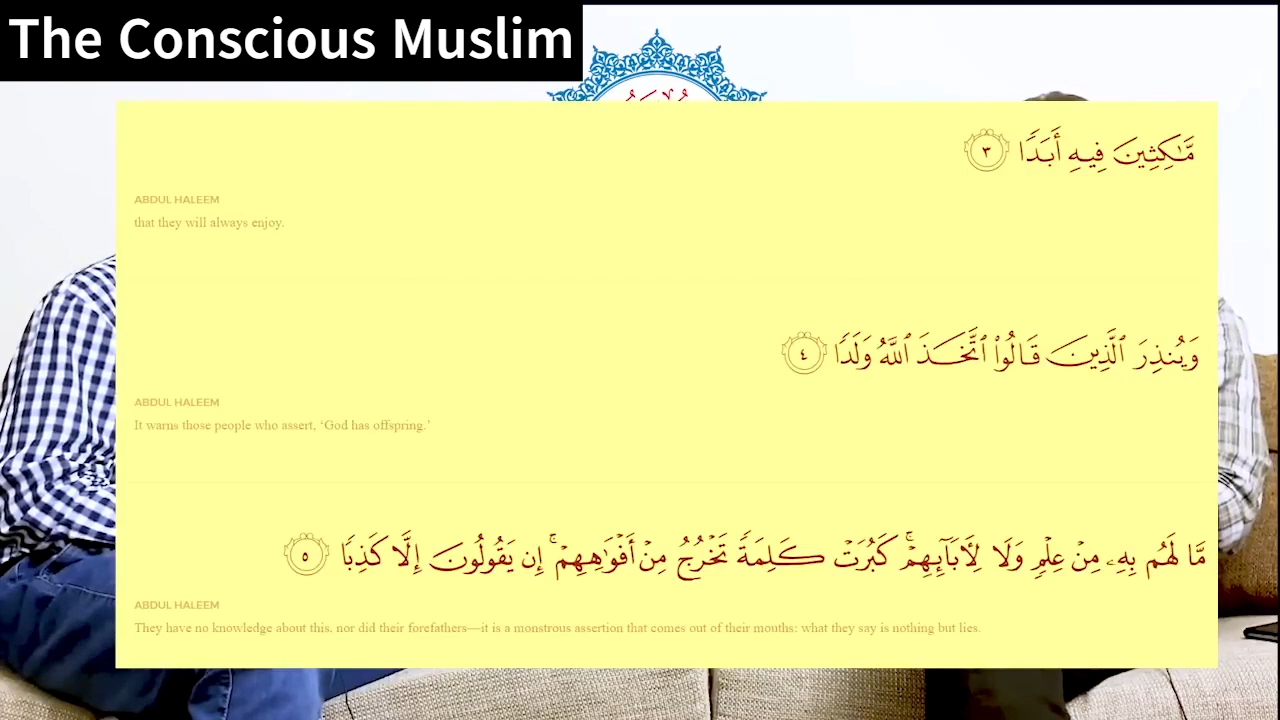 The Conscious Muslim
مَّـٰكِثِينَ فِيهِ أَبَدًا ٣
ABDUL HALEEM
that they will always enjoy.
وَيُنذِرَ ٱلَّذِينَ قَالُوا۟ ٱتَّخَذَ ٱللَّهُ وَلَدًا ٤
ABDUL HALEEM
It warns those people who assert, ‘God has offspring.’
مَّا لَهُم بِهِۦ مِنْ عِلْمٍ وَلَا لِـَٔابَآئِهِمْ ۚ كَبُرَتْ كَلِمَةً تَخْرُجُ مِنْ أَفْوَٰهِهِمْ ۚ إِن يَقُولُونَ إِلَّا كَذِبًا ٥
ABDUL HALEEM
They have no knowledge about this, nor did their forefathers—it is a monstrous assertion that comes out of their mouths: what they say is nothing but lies.